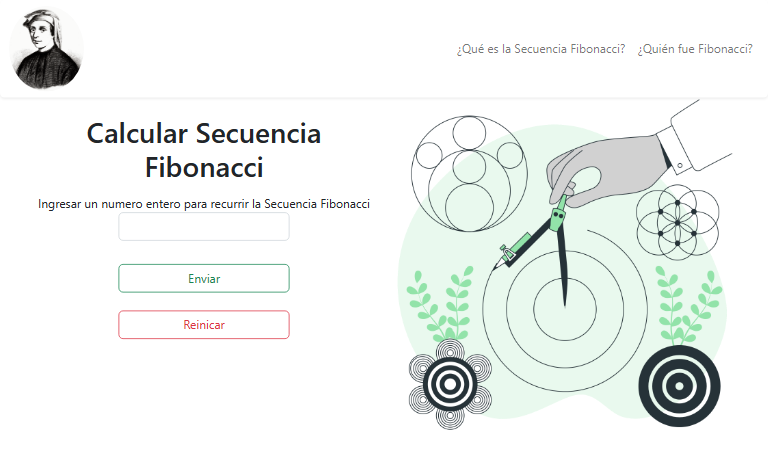 ¿Qué es la Secuencia Fibonacci? ¿Quién fue Fibonacci?
Calcular Secuencia
Fibonacci
Ingresar un numero entero para recurrir la Secuencia Fibonacci
Enviar
Reinicar